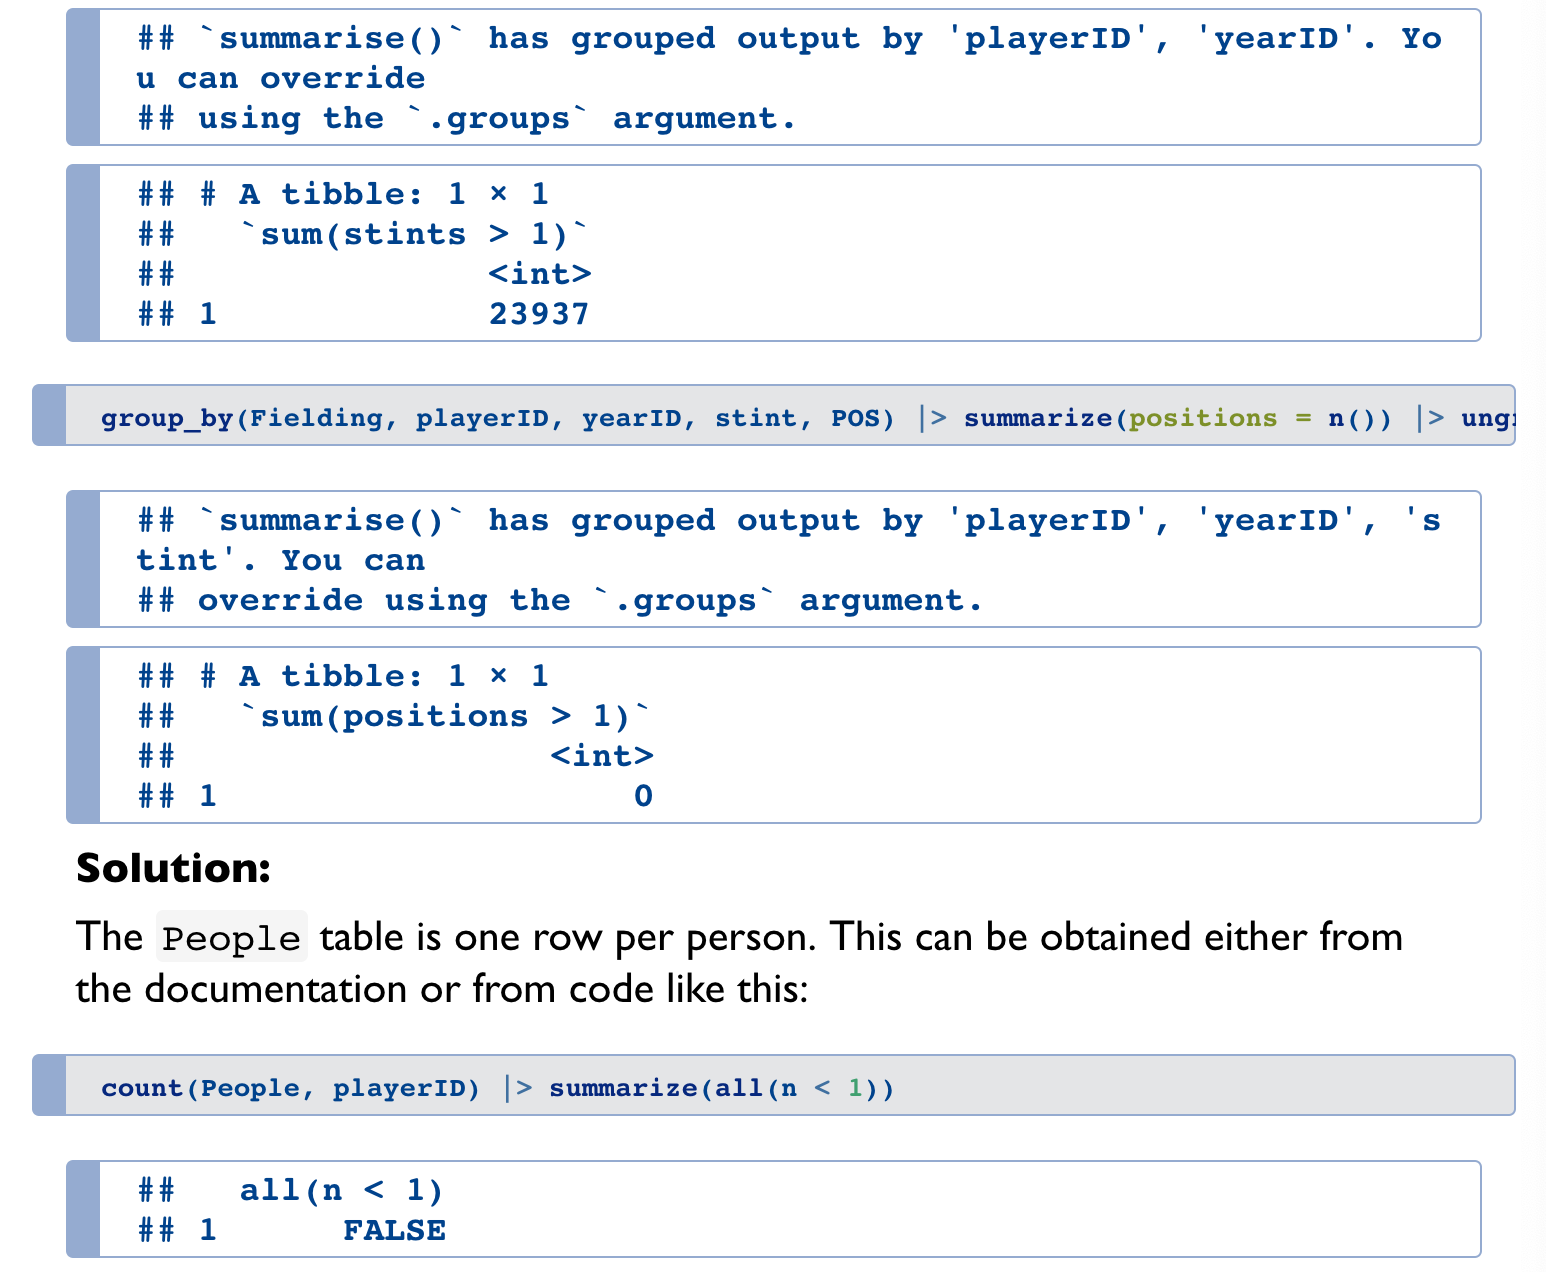 ## `summarise()` has grouped output by 'playerID', 'yearID'. Yo
u can override
## using the `.groups` argument.
## # A tibble: 1 × 1
##   `sum(stints > 1)`
##               <int>
## 1             23937
group_by(Fielding, playerID, yearID, stint, POS) |> summarize(positions = n()) |> ung
## `summarise()` has grouped output by 'playerID', 'yearID', 's
tint'. You can
## override using the `.groups` argument.
## # A tibble: 1 × 1
##   `sum(positions > 1)`
##                  <int>
## 1                    0
Solution:
The People table is one row per person. This can be obtained either from
the documentation or from code like this:
count(People, playerID) |> summarize(all(n < 1))
##   all(n < 1)
## 1      FALSE